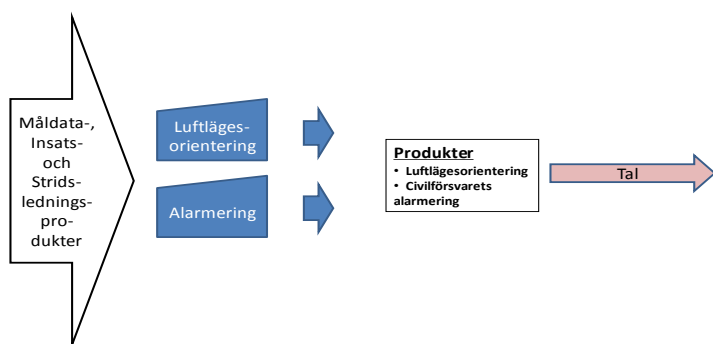 Måldata-,
Insats-
och
Strids-
lednings-
pro-
dukter
Luftläges-
orientering
Alarmering
Produkter
• Luftlägesorientering
• Civilförsvarets
alarmering
Tal